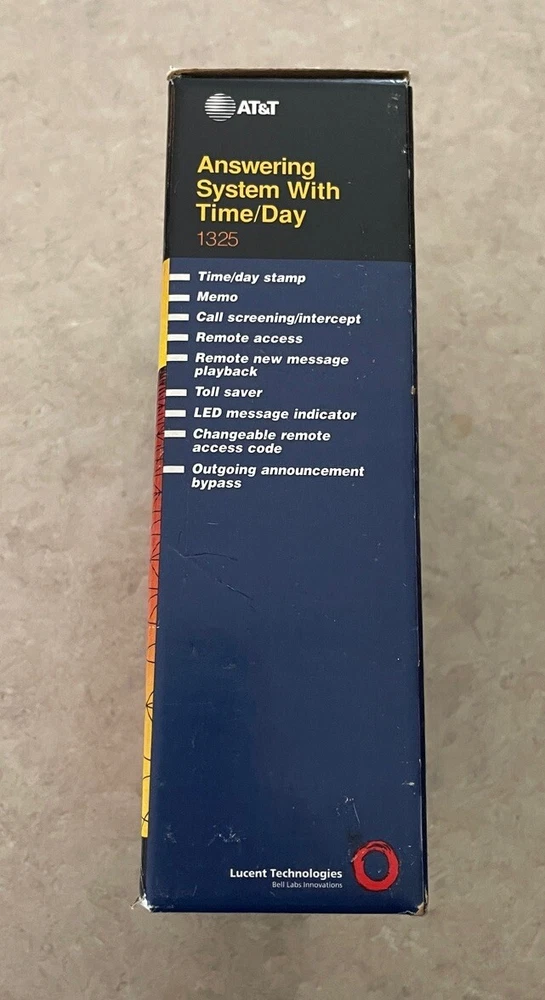 AT&T
Answering
System With
Time/Day
1325
Time/day stamp
Memo
Call screening/intercept
Remote access
Remote new message
playback
Toll saver
LED message indicator
Changeable remote
access code
Outgoing announcement
bypass
Lucent Technologies
Bell Labs Innovations